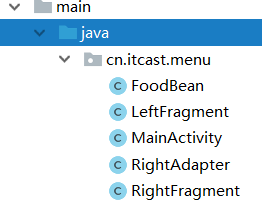 main
java
cn.itcast.menu
C FoodBean
C LeftFragment
C MainActivity
C RightAdapter
C RightFragment